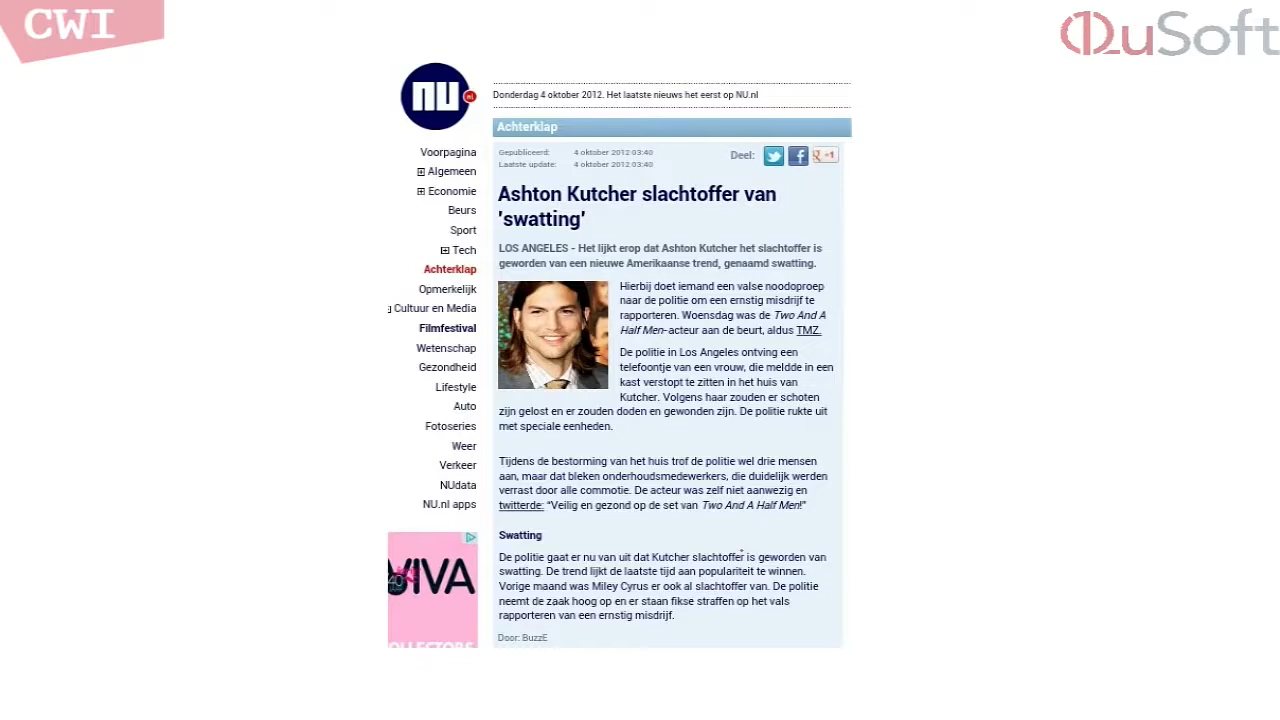 CWI
QuSoft
NU
nl
Donderdag 4 oktober 2012. Het laatste nieuws het eerst op NU.nl
Achterklap
Voorpagina
Algemeen
Economie
Beurs
Sport
Tech
Achterklap
Opmerkelijk
Cultuur en Media
Filmfestival
Wetenschap
Gezondheid
Lifestyle
Auto
Fotoseries
Weer
Verkeer
NUdata
NU.nl apps
VIVA
40
COLLECTORS
Gepubliceerd: 4 oktober 2012 03:40
Laatste update: 4 oktober 2012 03:40
Deel:
+1
Ashton Kutcher slachtoffer van
'swatting'
LOS ANGELES - Het lijkt erop dat Ashton Kutcher het slachtoffer is
geworden van een nieuwe Amerikaanse trend, genaamd swatting.
Hierbij doet iemand een valse noodoproep
naar de politie om een ernstig misdrijf te
rapporteren. Woensdag was de Two And A
Half Men-acteur aan de beurt, aldus TMZ.
De politie in Los Angeles ontving een
telefoontje van een vrouw, die meldde in een
kast verstopt te zitten in het huis van
Kutcher. Volgens haar zouden er schoten
zijn gelost en er zouden doden en gewonden zijn. De politie rukte uit
met speciale eenheden.
Tijdens de bestorming van het huis trof de politie wel drie mensen
aan, maar dat bleken onderhoudsmedewerkers, die duidelijk werden
verrast door alle commotie. De acteur was zelf niet aanwezig en
twitterde: “Veilig en gezond op de set van Two And A Half Men!”
Swatting
De politie gaat er nu van uit dat Kutcher slachtoffer is geworden van
swatting. De trend lijkt de laatste tijd aan populariteit te winnen.
Vorige maand was Miley Cyrus er ook al slachtoffer van. De politie
neemt de zaak hoog op en er staan fikse straffen op het vals
rapporteren van een ernstig misdrijf.
Door: BuzzE